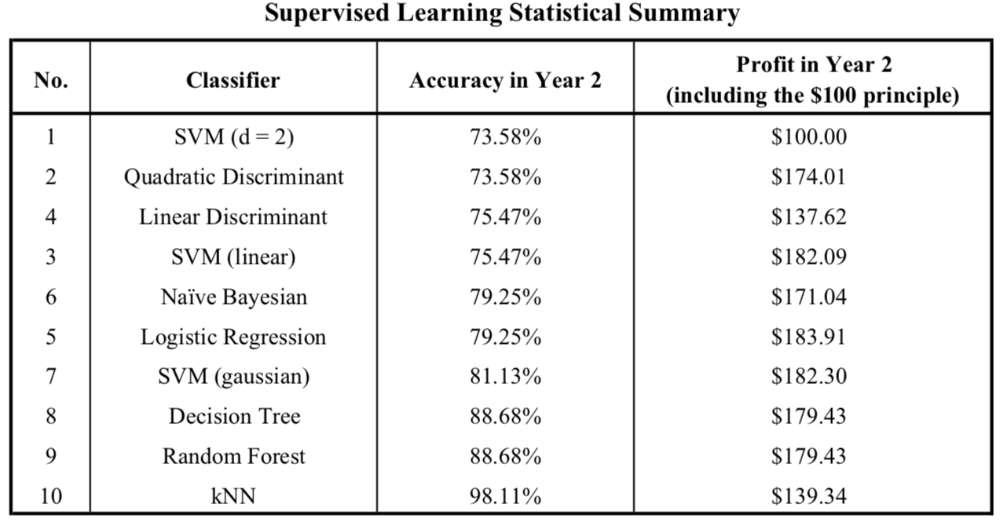 Supervised Learning Statistical Summary
No. Classifier Accuracy in Year 2 Profit in Year 2 (including the $100 principle)
1 SVM (d = 2) 73.58% $100.00
2 Quadratic Discriminant 73.58% $174.01
4 Linear Discriminant 75.47% $137.62
3 SVM (linear) 75.47% $182.09
6 Naïve Bayesian 79.25% $171.04
5 Logistic Regression 79.25% $183.91
7 SVM (gaussian) 81.13% $182.30
8 Decision Tree 88.68% $179.43
9 Random Forest 88.68% $179.43
10 kNN 98.11% $139.34